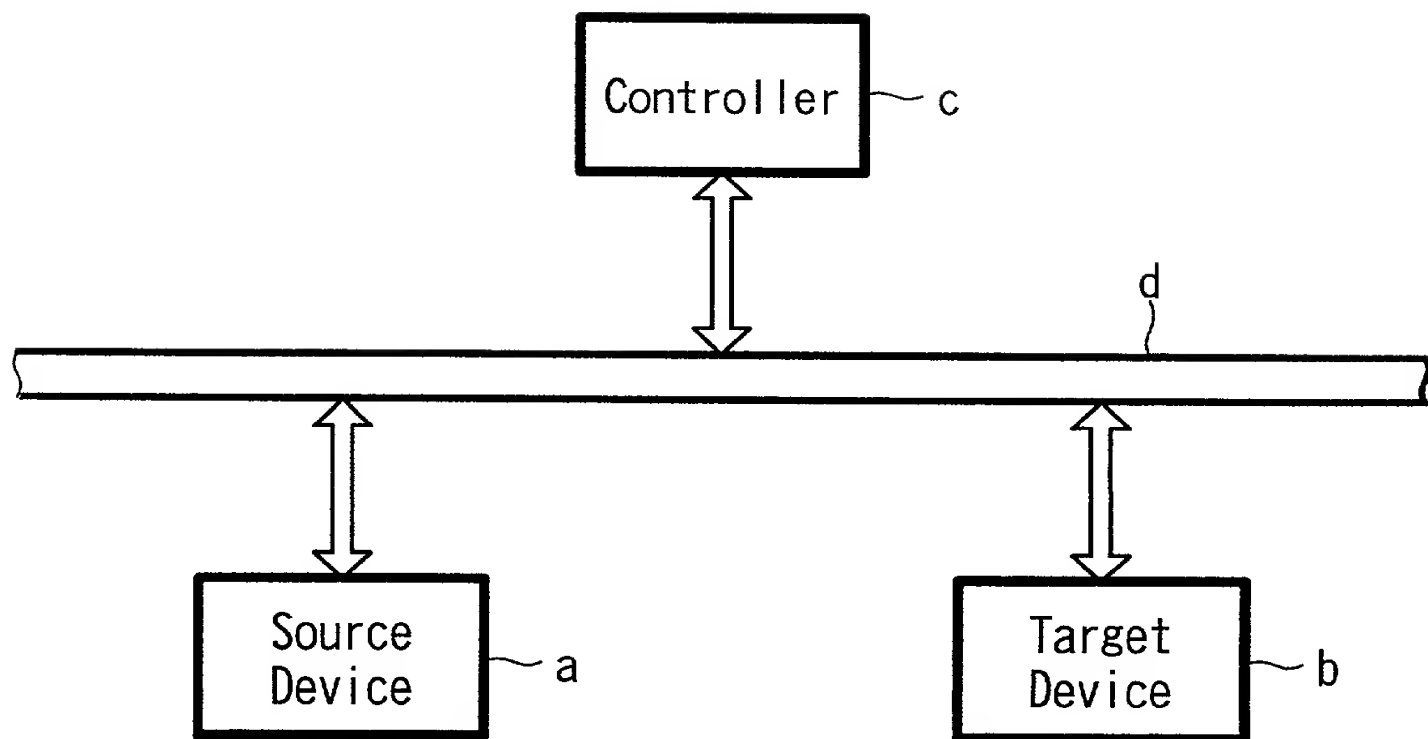 Controller
c
d
Source
Device
a
Target
Device
b